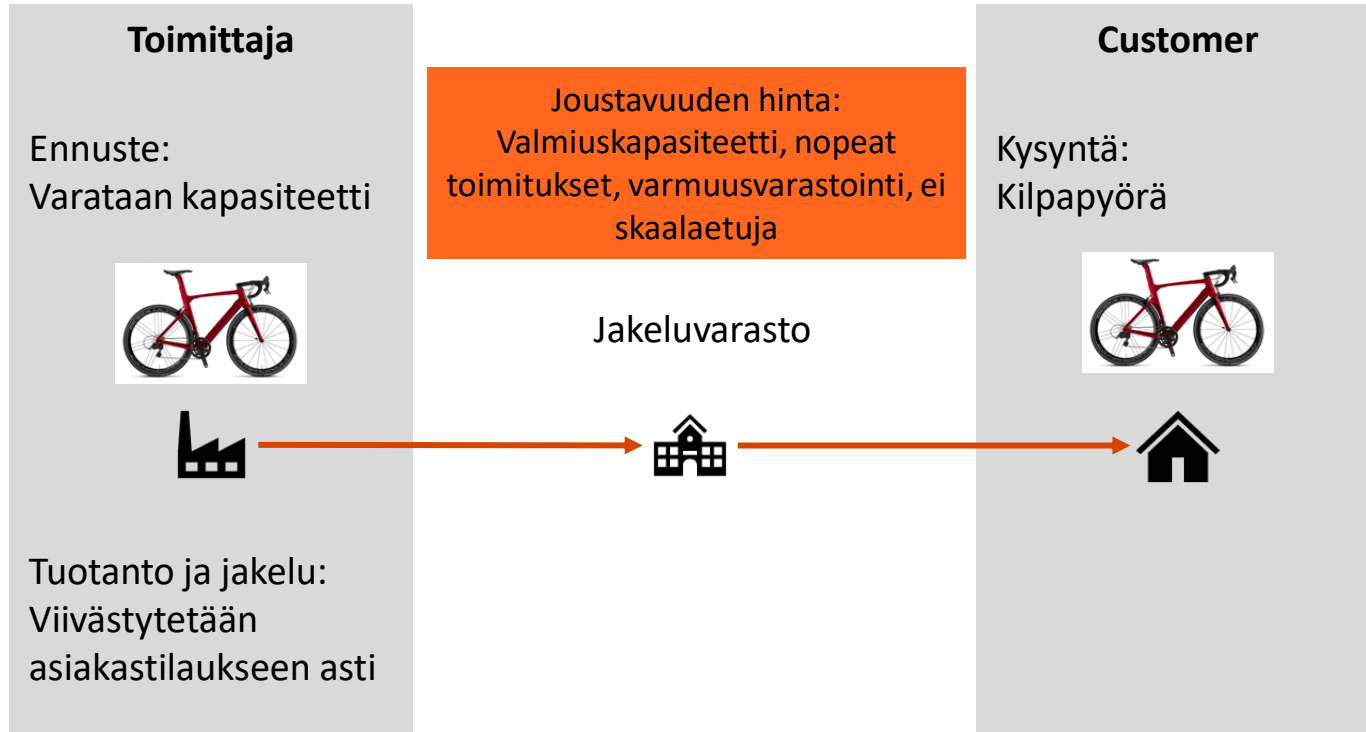 Toimittaja
Ennuste:
Varataan kapasiteetti
Tuotanto ja jakelu:
Viivästytetään
asiakastilaukseen asti
Joustavuuden hinta:
Valmiuskapasiteetti, nopeat
toimitukset, varmuusvarastointi, ei
skaalaetuja
Jakeluvarasto
Customer
Kysyntä:
Kilpapyörä